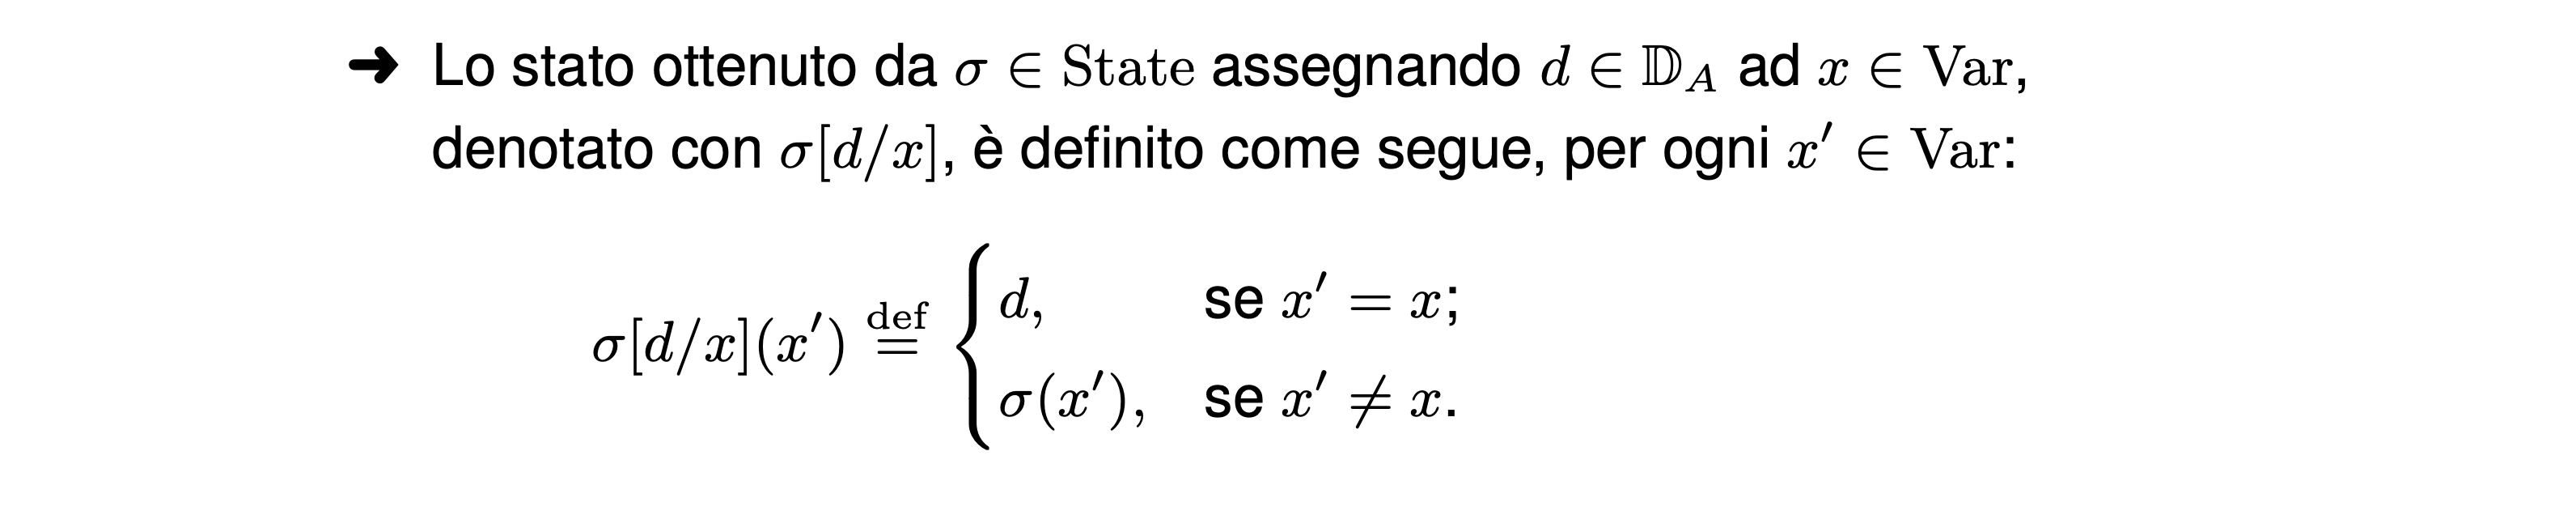 ➜ Lo stato ottenuto da σ ∈ State assegnando d ∈ 𝔻_A ad x ∈ Var,
denotato con σ[d/x], è definito come segue, per ogni x′ ∈ Var:
σ[d/x](x′) def= { d, se x′ = x;
σ(x′), se x′ ≠ x.